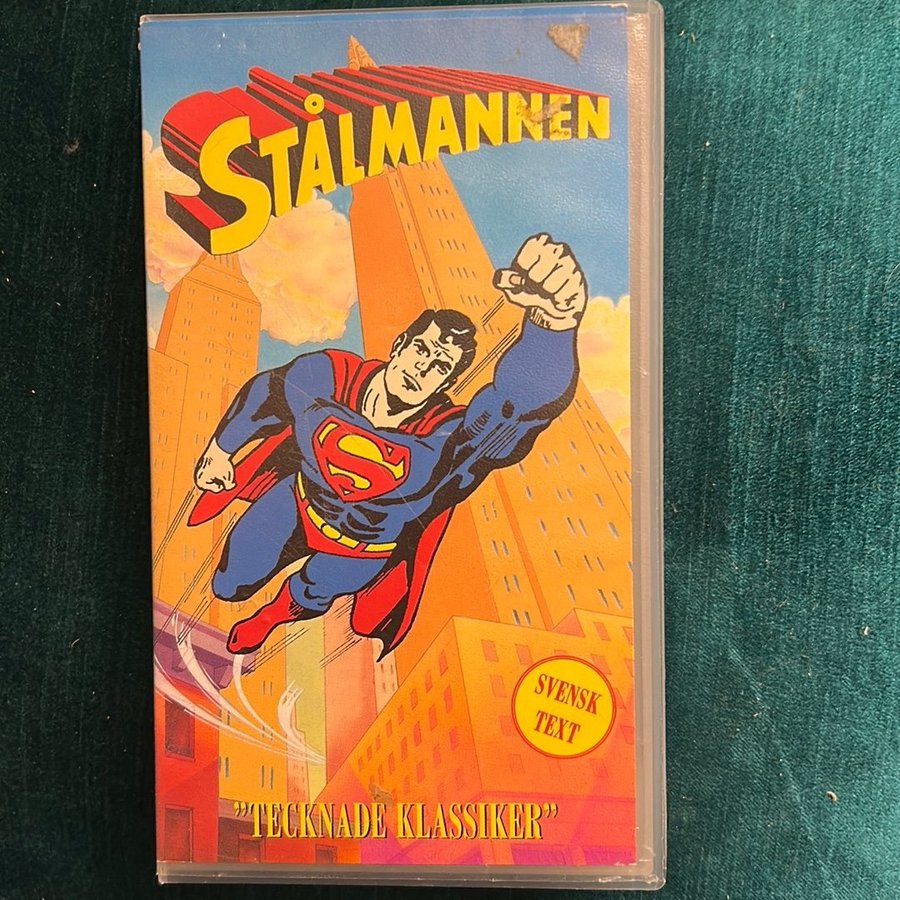 STÅLMANNEN
S
SVENSK
TEXT
"TECKNADE KLASSIKER"